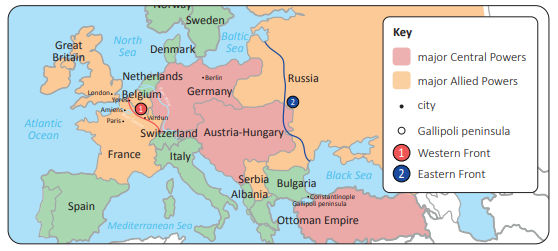 Norway
Sweden
North
Sea
Baltic
Sea
Great
Britain
Denmark
Netherlands
Berlin
Russia
London
Belgium
Germany
Ypres
1
2
Amiens
Verdun
Paris
Atlantic
Ocean
Switzerland
Austria-Hungary
France
Italy
Serbia
Bulgaria
Black Sea
Albania
Constantinople
Gallipoli peninsula
Spain
Ottoman Empire
Mediterranean Sea
Key
major Central Powers
major Allied Powers
city
Gallipoli peninsula
1 Western Front
2 Eastern Front